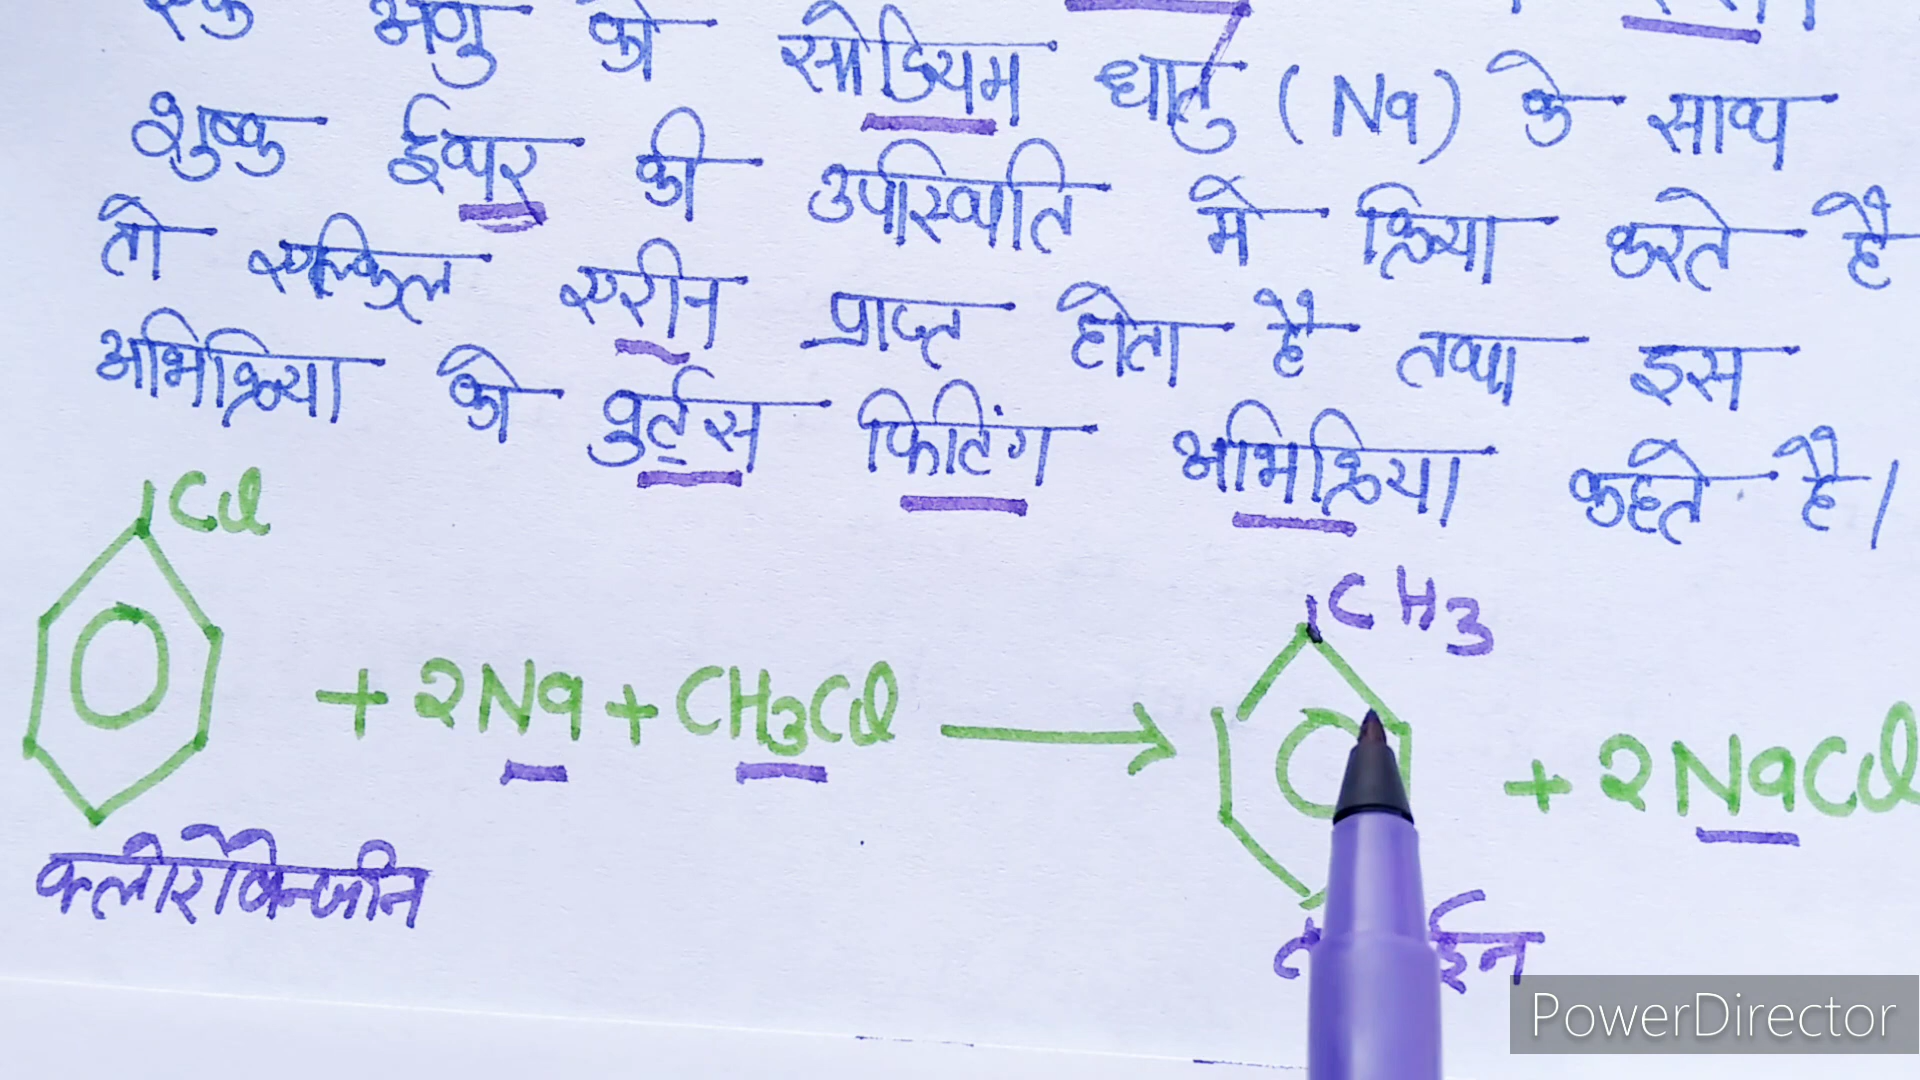 अणु को सोडियम धातु (Na) के साथ
शुष्क ईथर की उपस्थिति मे क्रिया करते है
तो एल्किल एरीन प्राप्त होता है तथा इस
अभिक्रिया को वुर्ट्स फिटिंग अभिक्रिया कहते है।
Cl
CH3
+ 2Na + CH3Cl → + 2NaCl
क्लोरोबेन्जीन
PowerDirector